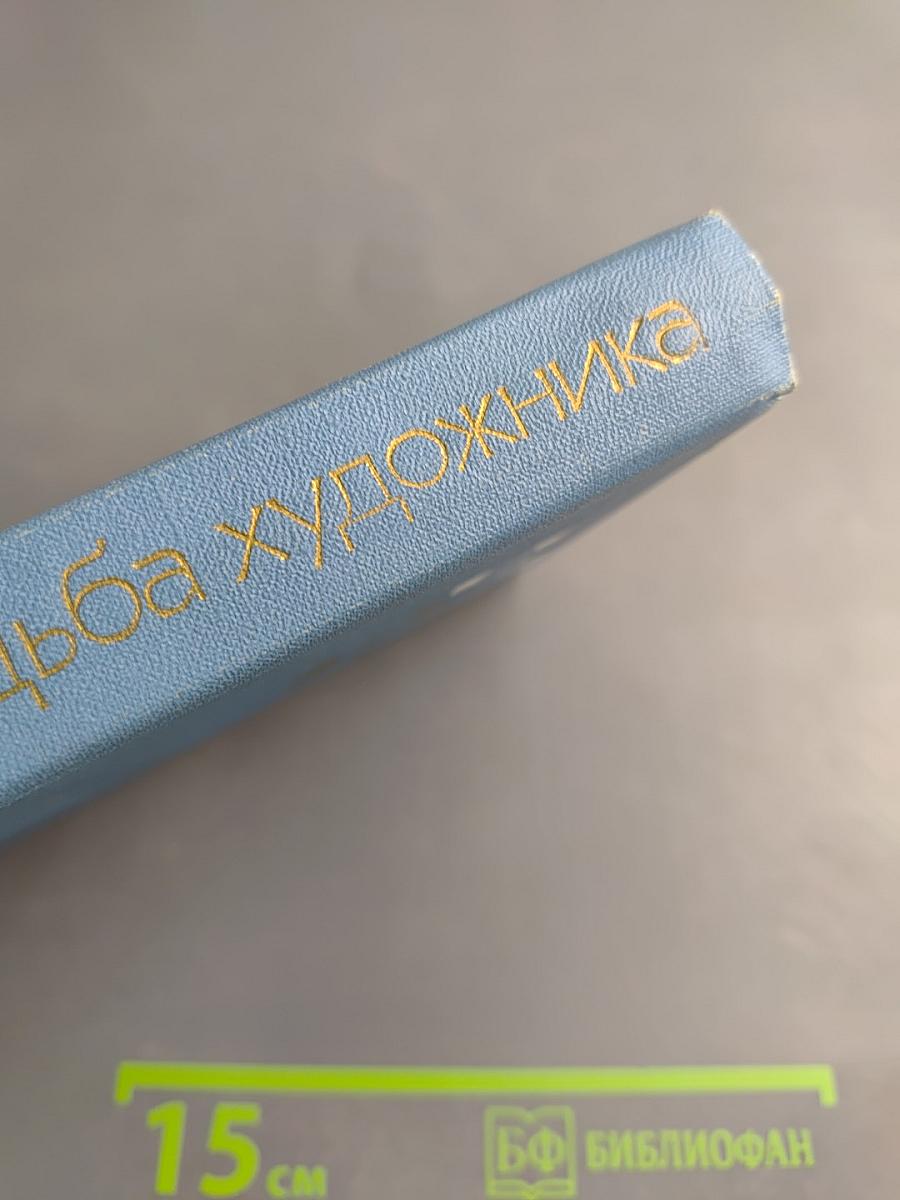 дьба художника
15 см
БФ БИБЛИОФАН